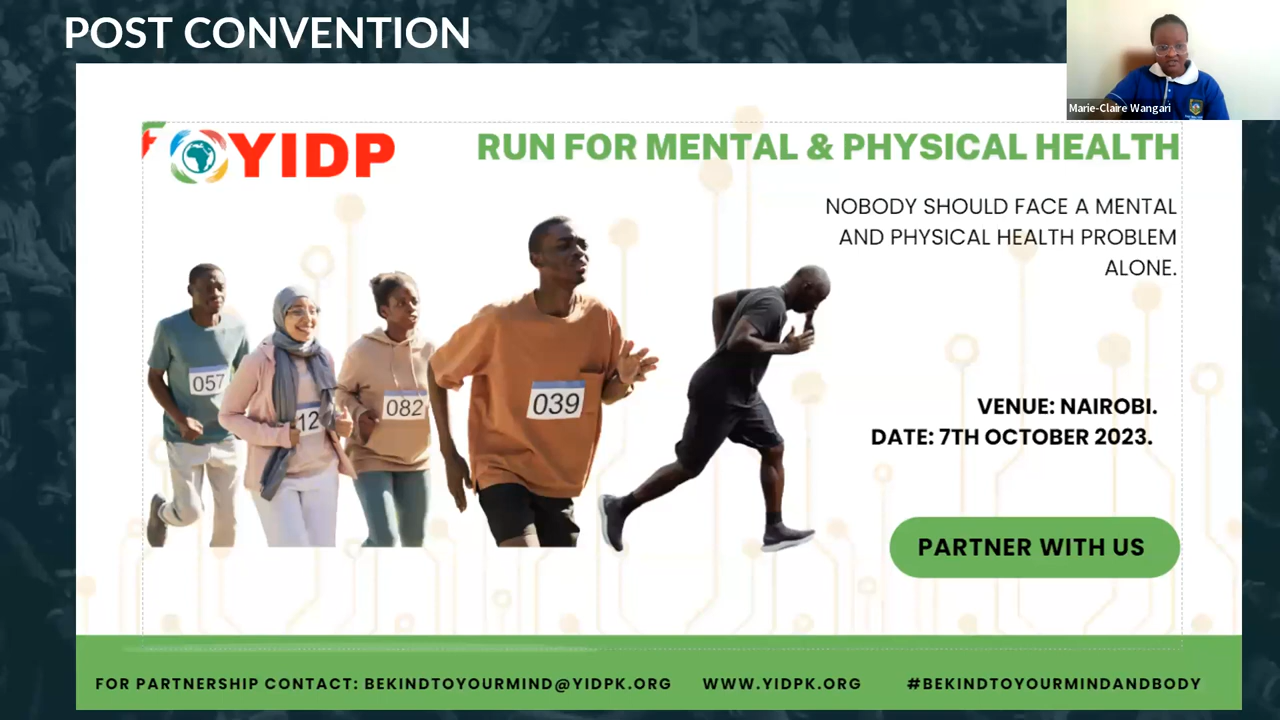 POST CONVENTION
Marie-Claire Wangari
YIDP
RUN FOR MENTAL & PHYSICAL HEALTH
NOBODY SHOULD FACE A MENTAL
AND PHYSICAL HEALTH PROBLEM
ALONE.
057
12
082
039
VENUE: NAIROBI.
DATE: 7TH OCTOBER 2023.
PARTNER WITH US
FOR PARTNERSHIP CONTACT: BEKINDTOYOURMIND@YIDPK.ORG WWW.YIDPK.ORG #BEKINDTOYOURMINDANDBODY